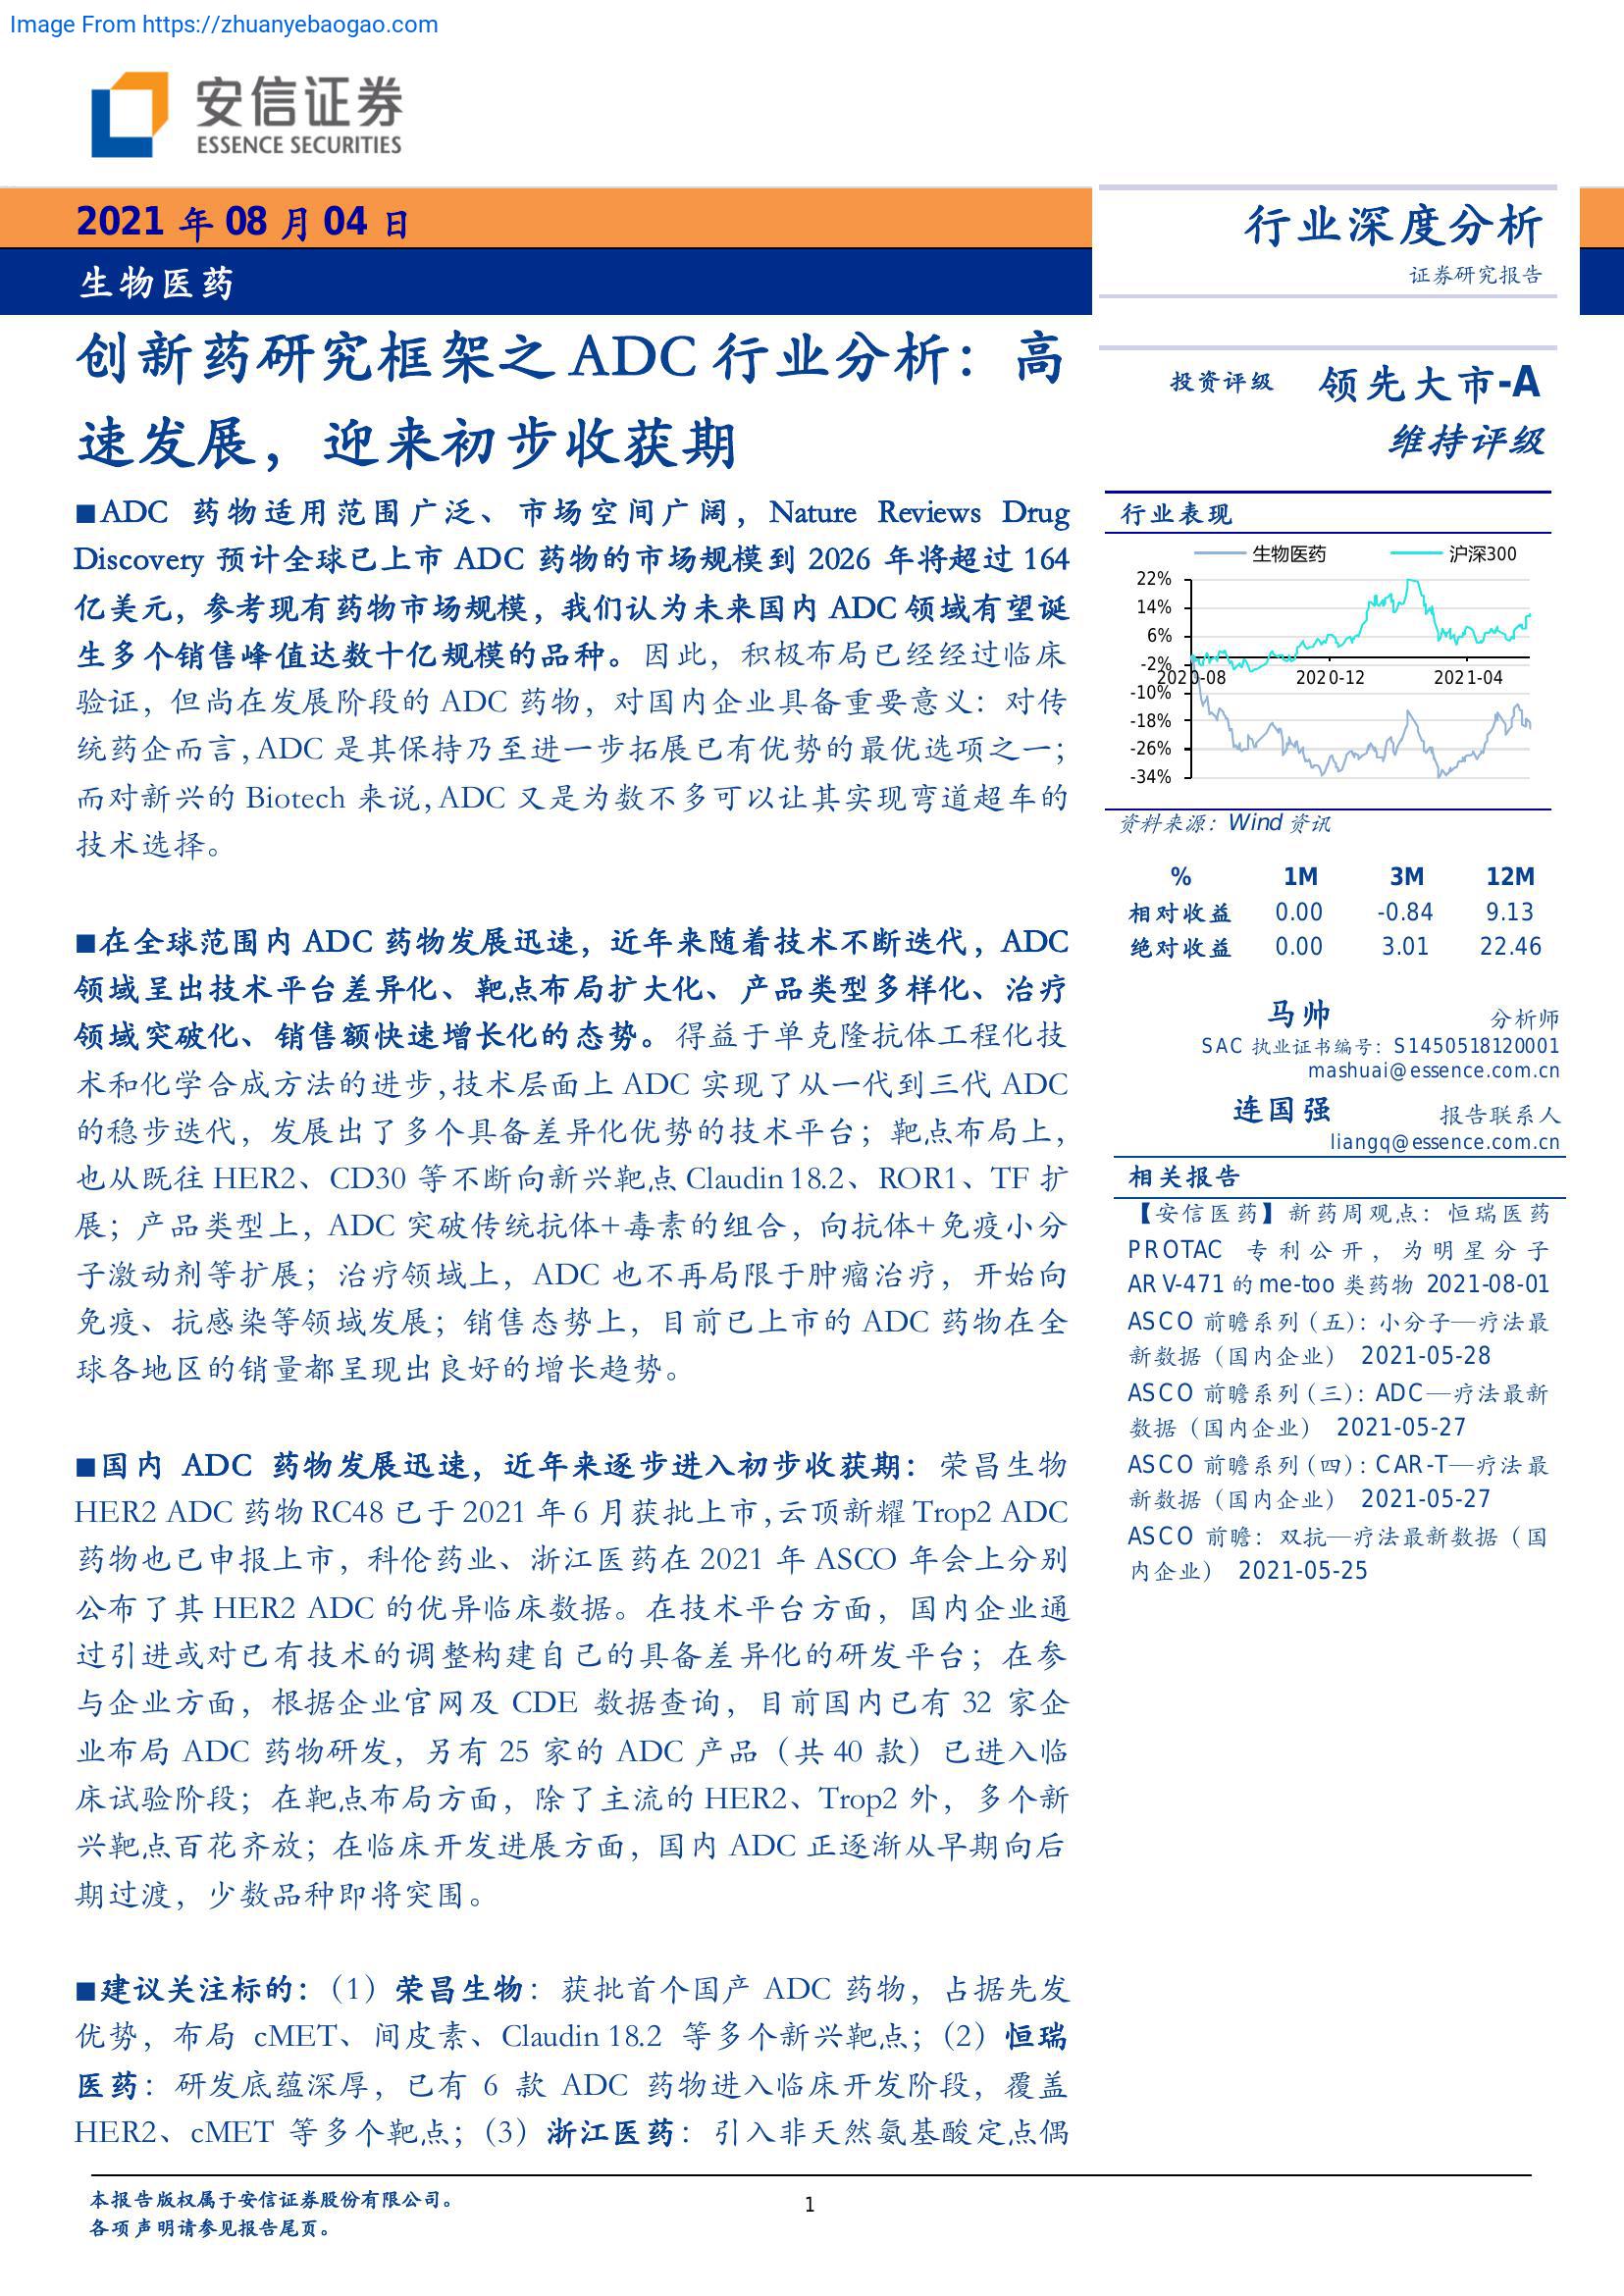 Image From https://zhuanyebaogao.com
安信证券
ESSENCE SECURITIES
2021 年 08 月 04 日
生物医药
行业深度分析
证券研究报告
创新药研究框架之 ADC 行业分析：高
速发展，迎来初步收获期
■ADC 药物适用范围广泛、市场空间广阔，Nature Reviews Drug
Discovery 预计全球已上市 ADC 药物的市场规模到 2026 年将超过 164
亿美元，参考现有药物市场规模，我们认为未来国内 ADC 领域有望诞
生多个销售峰值达数十亿规模的品种。因此，积极布局已经经过临床
验证，但尚在发展阶段的 ADC 药物，对国内企业具备重要意义：对传
统药企而言，ADC 是其保持乃至进一步拓展已有优势的最优选项之一；
而对新兴的 Biotech 来说，ADC 又是为数不多可以让其实现弯道超车的
技术选择。
■在全球范围内 ADC 药物发展迅速，近年来随着技术不断迭代，ADC
领域呈出技术平台差异化、靶点布局扩大化、产品类型多样化、治疗
领域突破化、销售额快速增长化的态势。得益于单克隆抗体工程化技
术和化学合成方法的进步，技术层面上 ADC 实现了从一代到三代 ADC
的稳步迭代，发展出了多个具备差异化优势的技术平台；靶点布局上，
也从既往 HER2、CD30 等不断向新兴靶点 Claudin 18.2、ROR1、TF 扩
展；产品类型上，ADC 突破传统抗体+毒素的组合，向抗体+免疫小分
子激动剂等扩展；治疗领域上，ADC 也不再局限于肿瘤治疗，开始向
免疫、抗感染等领域发展；销售态势上，目前已上市的 ADC 药物在全
球各地区的销量都呈现出良好的增长趋势。
■国内 ADC 药物发展迅速，近年来逐步进入初步收获期：荣昌生物
HER2 ADC 药物 RC48 已于 2021 年 6 月获批上市，云顶新耀 Trop2 ADC
药物也已申报上市，科伦药业、浙江医药在 2021 年 ASCO 年会上分别
公布了其 HER2 ADC 的优异临床数据。在技术平台方面，国内企业通
过引进或对已有技术的调整构建自己的具备差异化的研发平台；在参
与企业方面，根据企业官网及 CDE 数据查询，目前国内已有 32 家企
业布局 ADC 药物研发，另有 25 家的 ADC 产品（共 40 款）已进入临
床试验阶段；在靶点布局方面，除了主流的 HER2、Trop2 外，多个新
兴靶点百花齐放；在临床开发进展方面，国内 ADC 正逐渐从早期向后
期过渡，少数品种即将突围。
■建议关注标的：（1）荣昌生物：获批首个国产 ADC 药物，占据先发
优势，布局 cMET、间皮素、Claudin 18.2 等多个新兴靶点；（2）恒瑞
医药：研发底蕴深厚，已有 6 款 ADC 药物进入临床开发阶段，覆盖
HER2、cMET 等多个靶点；（3）浙江医药：引入非天然氨基酸定点偶
投资评级 领先大市-A
维持评级
行业表现
生物医药 沪深300
22%
14%
6%
-2%
-10%
-18%
-26%
-34%
2020-08 2020-12 2021-04
资料来源：Wind 资讯
% 1M 3M 12M
相对收益 0.00 -0.84 9.13
绝对收益 0.00 3.01 22.46
马帅 分析师
SAC 执业证书编号：S1450518120001
mashuai@essence.com.cn
连国强 报告联系人
liangq@essence.com.cn
相关报告
【安信医药】新药周观点：恒瑞医药
PROTAC 专利公开，为明星分子
ARV-471 的 me-too 类药物 2021-08-01
ASCO 前瞻系列（五）：小分子—疗法最
新数据（国内企业） 2021-05-28
ASCO 前瞻系列（三）：ADC—疗法最新
数据（国内企业） 2021-05-27
ASCO 前瞻系列（四）：CAR-T—疗法最
新数据（国内企业） 2021-05-27
ASCO 前瞻：双抗—疗法最新数据（国
内企业） 2021-05-25
本报告版权属于安信证券股份有限公司。
各项声明请参见报告尾页。
1